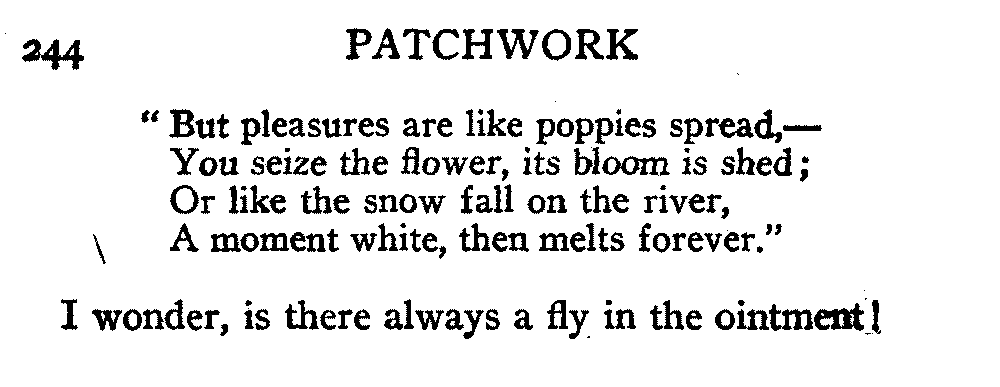 244 PATCHWORK
“ But pleasures are like poppies spread,—
You seize the flower, its bloom is shed;
Or like the snow fall on the river,
A moment white, then melts forever.”
I wonder, is there always a fly in the ointment!